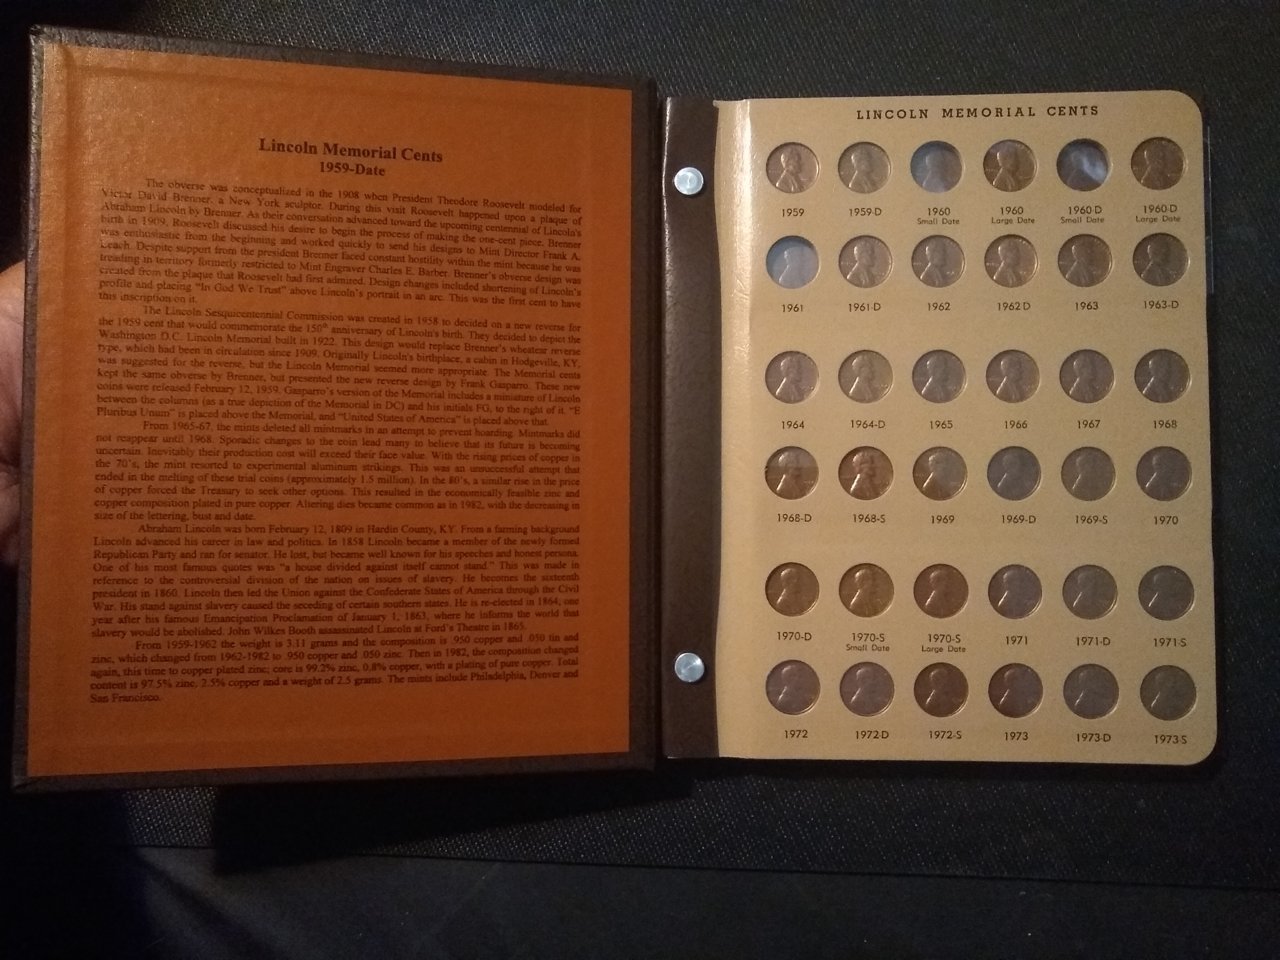 Lincoln Memorial Cents
1959-Date
The obverse was conceptualized in the 1908 when President Theodore Roosevelt modeled for
Victor David Brenner, a New York sculptor. During this visit Roosevelt happened upon a plaque of
Abraham Lincoln by Brenner. As their conversation advanced toward the upcoming centennial of Lincoln's
birth in 1909, Roosevelt discussed his desire to begin the process of making the one-cent piece. Brenner
was enthusiastic from the beginning and worked quickly to send his designs to Mint Director Frank A.
Leach. Despite support from the president Brenner faced constant hostility within the mint because he was
treading in territory formerly restricted to Mint Engraver Charles E. Barber. Brenner's obverse design was
created from the plaque that Roosevelt had first admired. Design changes included shortening of Lincoln's
profile and placing "In God We Trust" above Lincoln's portrait in an arc. This was the first cent to have
this inscription on it.
The Lincoln Sesquicentennial Commission was created in 1958 to decided on a new reverse for
the 1959 cent that would commemorate the 150th anniversary of Lincoln's birth. They decided to depict the
Washington D.C. Lincoln Memorial built in 1922. This design would replace Brenner's wheatear reverse
type, which had been in circulation since 1909. Originally Lincoln's birthplace, a cabin in Hodgeville, KY,
was suggested for the reverse, but the Lincoln Memorial seemed more appropriate. The Memorial cents
kept the same obverse by Brenner, but presented the new reverse design by Frank Gasparro. These new
coins were released February 12, 1959. Gasparro's version of the Memorial includes a miniature of Lincoln
between the columns (as a true depiction of the Memorial in DC) and his initials FG, to the right of it. "E
Pluribus Unum" is placed above the Memorial, and "United States of America" is placed above that.
From 1965-67, the mints deleted all mintmarks in an attempt to prevent hoarding. Mintmarks did
not reappear until 1968. Sporadic changes to the coin lead many to believe that its future is becoming
uncertain. Inevitably their production cost will exceed their face value. With the rising prices of copper in
the 70's, the mint resorted to experimental aluminum strikings. This was an unsuccessful attempt that
ended in the melting of these trial coins (approximately 1.5 million). In the 80's, a similar rise in the price
of copper forced the Treasury to seek other options. This resulted in the economically feasible zinc and
copper composition plated in pure copper. Altering dies became common as in 1982, with the decreasing in
size of the lettering, bust and date.
Abraham Lincoln was born February 12, 1809 in Hardin County, KY. From a farming background
Lincoln advanced his career in law and politics. In 1858 Lincoln became a member of the newly formed
Republican Party and ran for senator. He lost, but became well known for his speeches and honest persona.
One of his most famous quotes was "a house divided against itself cannot stand." This was made in
reference to the controversial division of the nation on issues of slavery. He becomes the sixteenth
president in 1860. Lincoln then led the Union against the Confederate States of America through the Civil
War. His stand against slavery caused the seceding of certain southern states. He is re-elected in 1864, one
year after his famous Emancipation Proclamation of January 1, 1863, where he informs the world that
slavery would be abolished. John Wilkes Booth assassinated Lincoln at Ford's Theatre in 1865.
From 1959-1962 the weight is 3.11 grams and the composition is .950 copper and .050 tin and
zinc, which changed from 1962-1982 to .950 copper and .050 zinc. Then in 1982, the composition changed
again, this time to copper plated zinc; core is 99.2% zinc, 0.8% copper, with a plating of pure copper. Total
content is 97.5% zinc, 2.5% copper and a weight of 2.5 grams. The mints include Philadelphia, Denver and
San Francisco.
LINCOLN MEMORIAL CENTS
1959 1959-D 1960 1960 1960 D 1960-D
Small Date Large Date Small Date Large Date
1961 1961-D 1962 1962 D 1963 1963-D
1964 1964-D 1965 1966 1967 1968
1968-D 1968-S 1969 1969-D 1969-S 1970
1970-D 1970-S 1970-S 1971 1971-D 1971-S
Small Date Large Date
1972 1972-D 1972-S 1973 1973-D 1973-S